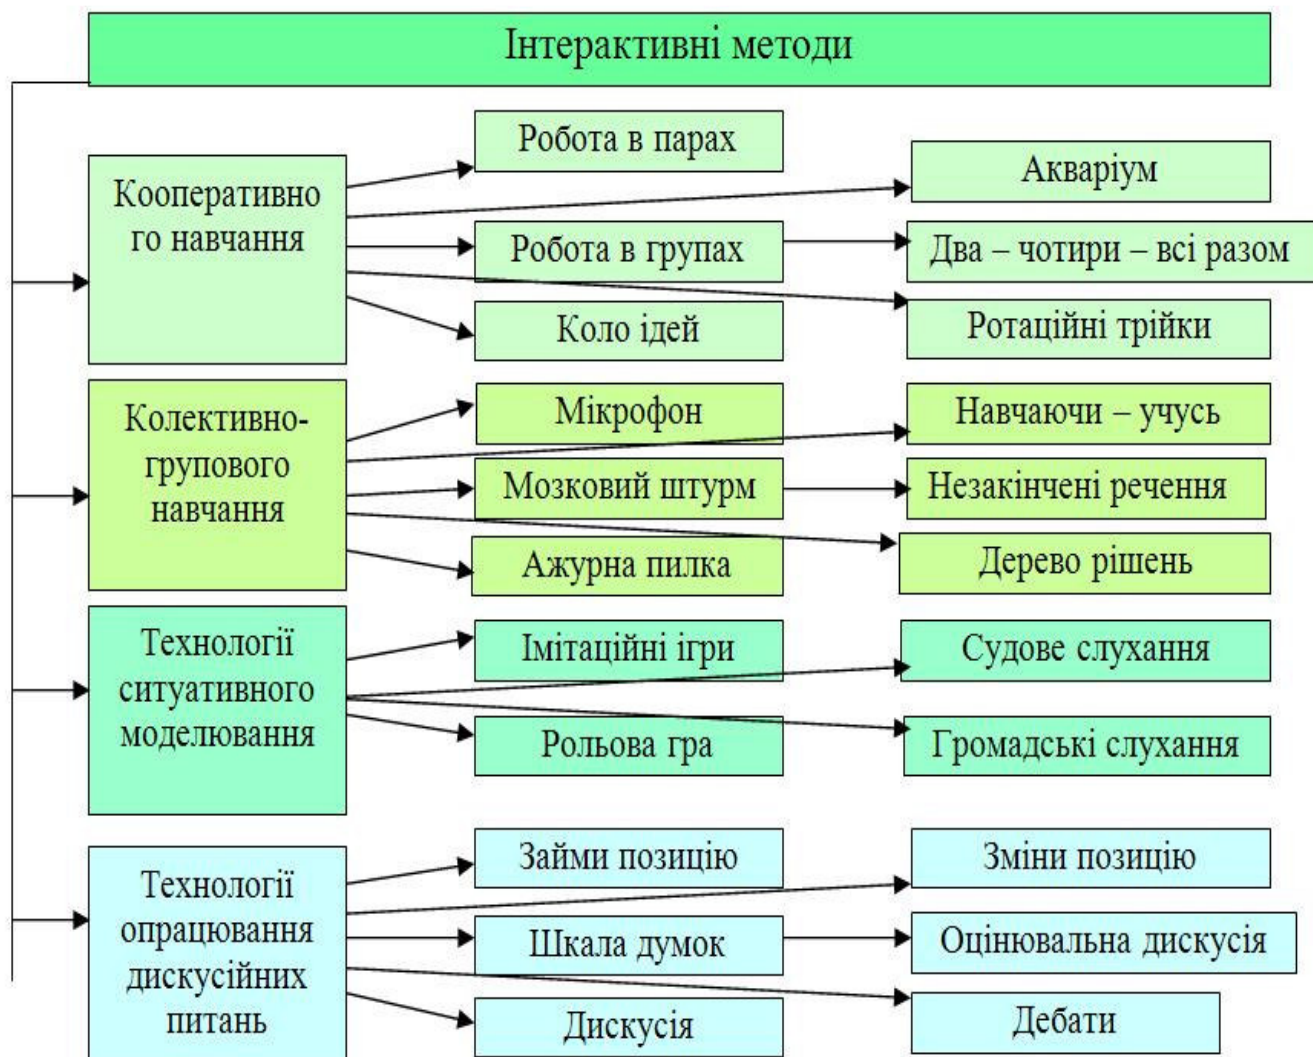 Інтерактивні методи
Кооперативно
го навчання
Робота в парах
Акваріум
Робота в групах
Два – чотири – всі разом
Коло ідей
Ротаційні трійки
Колективно-
групового
навчання
Мікрофон
Навчаючи – учусь
Мозковий штурм
Незакінчені речення
Ажурна пилка
Дерево рішень
Технології
ситуативного
моделювання
Імітаційні ігри
Судове слухання
Рольова гра
Громадські слухання
Технології
опрацювання
дискусійних
питань
Займи позицію
Зміни позицію
Шкала думок
Оцінювальна дискусія
Дискусія
Дебати